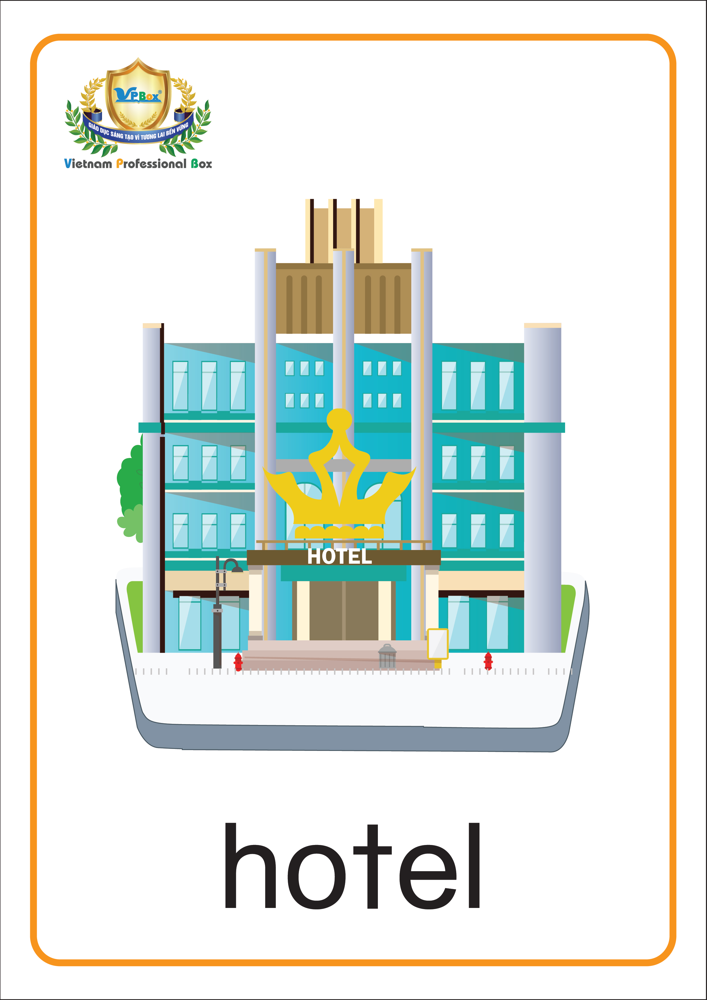 VPBox®
GIÁO DỤC SÁNG TẠO VÌ TƯƠNG LAI BỀN VỮNG
Vietnam Professional Box
HOTEL
hotel